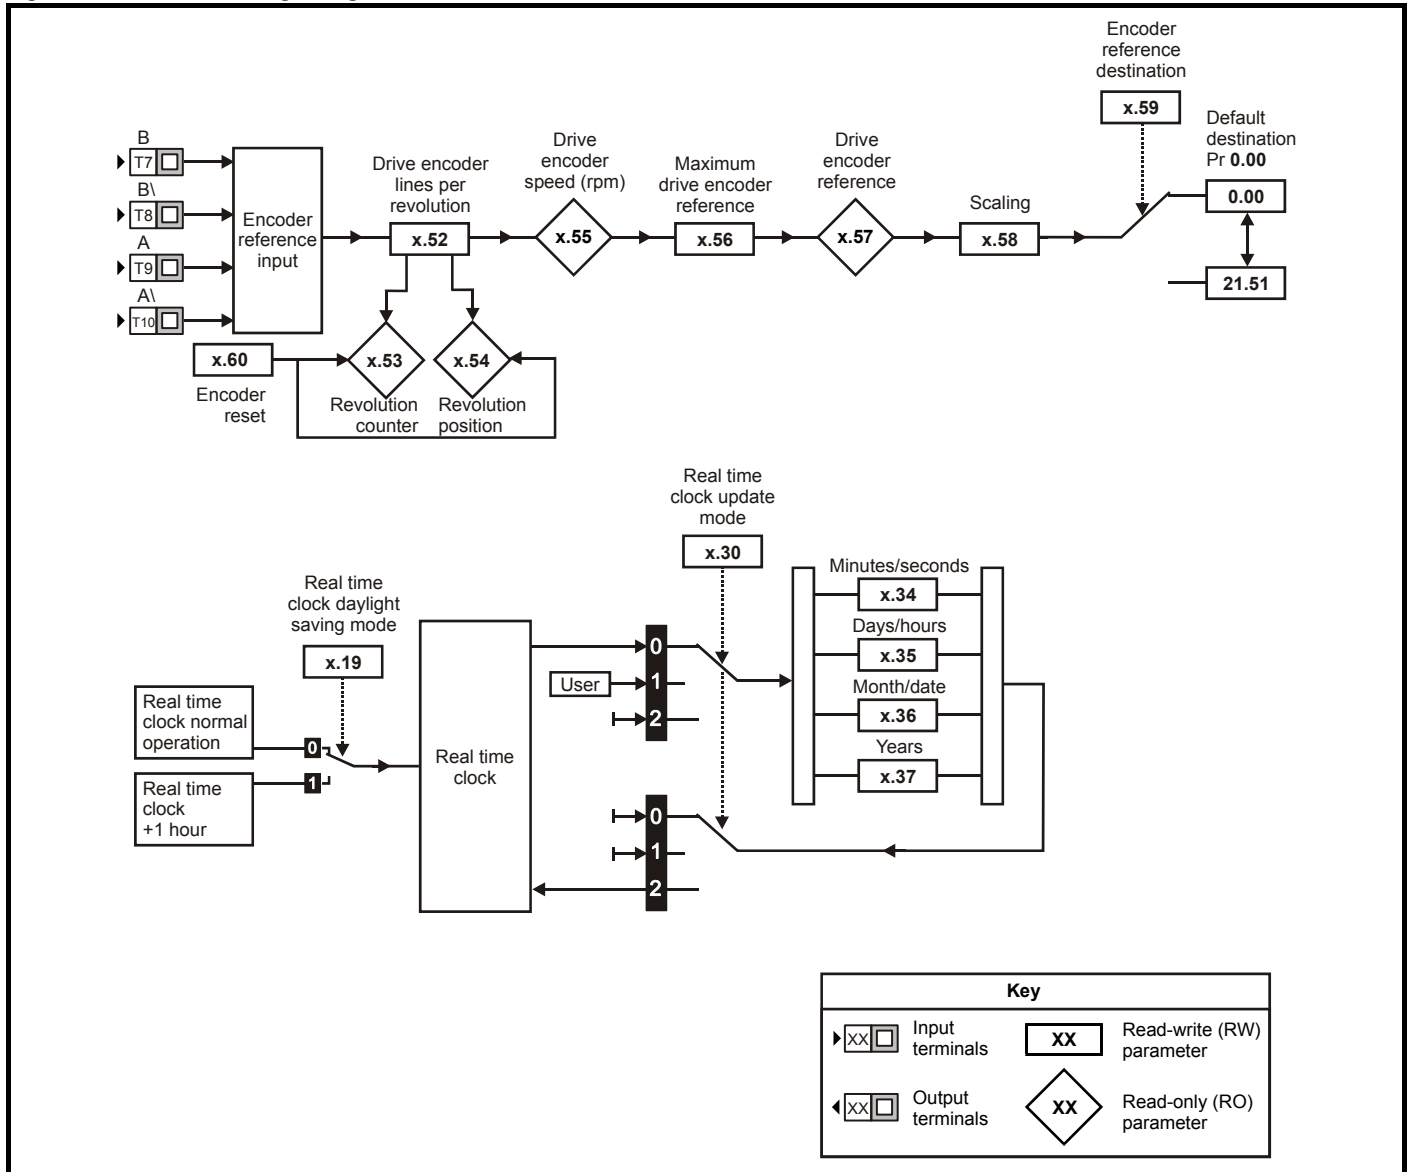 Encoder
reference
destination
x.59
Default
destination
Pr 0.00
0.00
21.51
B
T7
B\
T8
A
T9
A\
T10
Encoder
reference
input
Drive encoder
lines per
revolution
x.52
Drive
encoder
speed (rpm)
x.55
Maximum
drive encoder
reference
x.56
Drive
encoder
reference
x.57
Scaling
x.58
x.60
Encoder
reset
x.53
Revolution
counter
x.54
Revolution
position
Real time
clock update
mode
x.30
Real time
clock daylight
saving mode
x.19
Real time
clock normal
operation
0
Real time
clock
+1 hour
1
Real time
clock
0
User
1
2
0
1
2
Minutes/seconds
x.34
Days/hours
x.35
Month/date
x.36
Years
x.37
Key
XX
Input
terminals
XX
Read-write (RW)
parameter
XX
Output
terminals
XX
Read-only (RO)
parameter